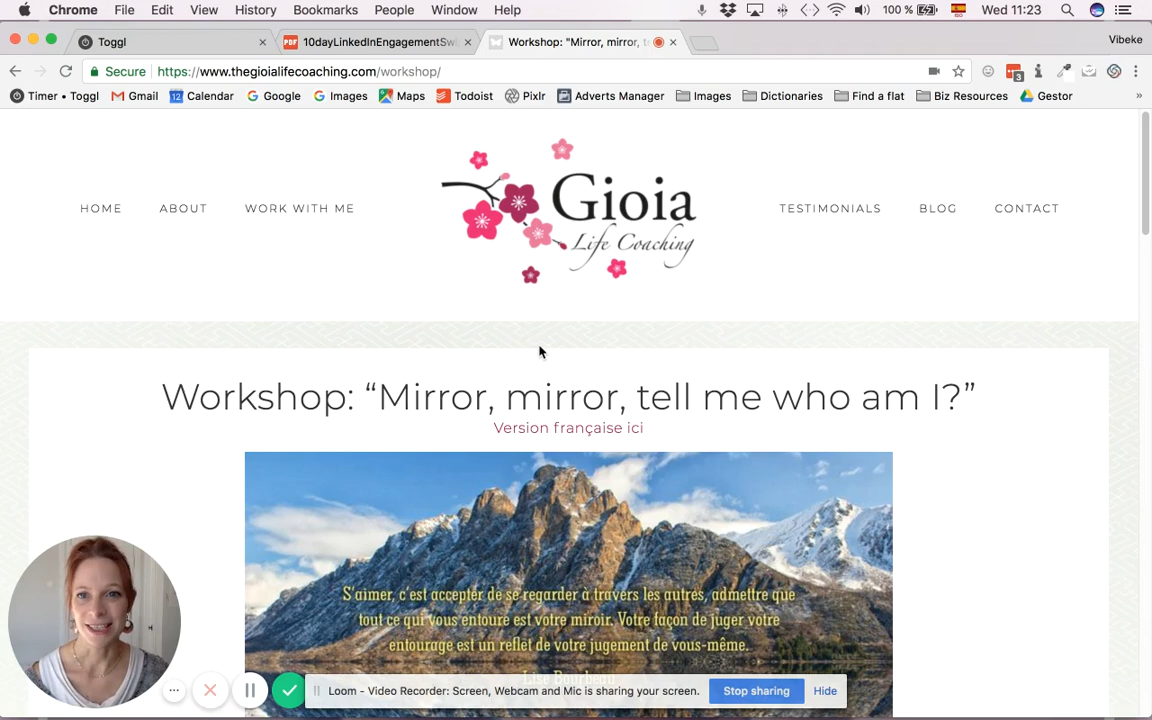 Chrome File Edit View History Bookmarks People Window Help 100 % Wed 11:23
Toggl 10dayLinkedInEngagementSwi Workshop: "Mirror, mirror, t Vibeke
Secure https://www.thegioialifecoaching.com/workshop/ 3
Timer • Toggl Gmail 12 Calendar Google Images Maps Todoist Pixlr Adverts Manager Images Dictionaries Find a flat Biz Resources Gestor »
HOME ABOUT WORK WITH ME Gioia TESTIMONIALS BLOG CONTACT
Life Coaching
Workshop: “Mirror, mirror, tell me who am I?”
Version française ici
S'aimer, c'est accepter de se regarder à travers les autres, admettre que
tout ce qui vous entoure est votre miroir. Votre façon de juger votre
entourage est un reflet de votre jugement de vous-même.
Lise Bourbeau
Loom - Video Recorder: Screen, Webcam and Mic is sharing your screen. Stop sharing Hide